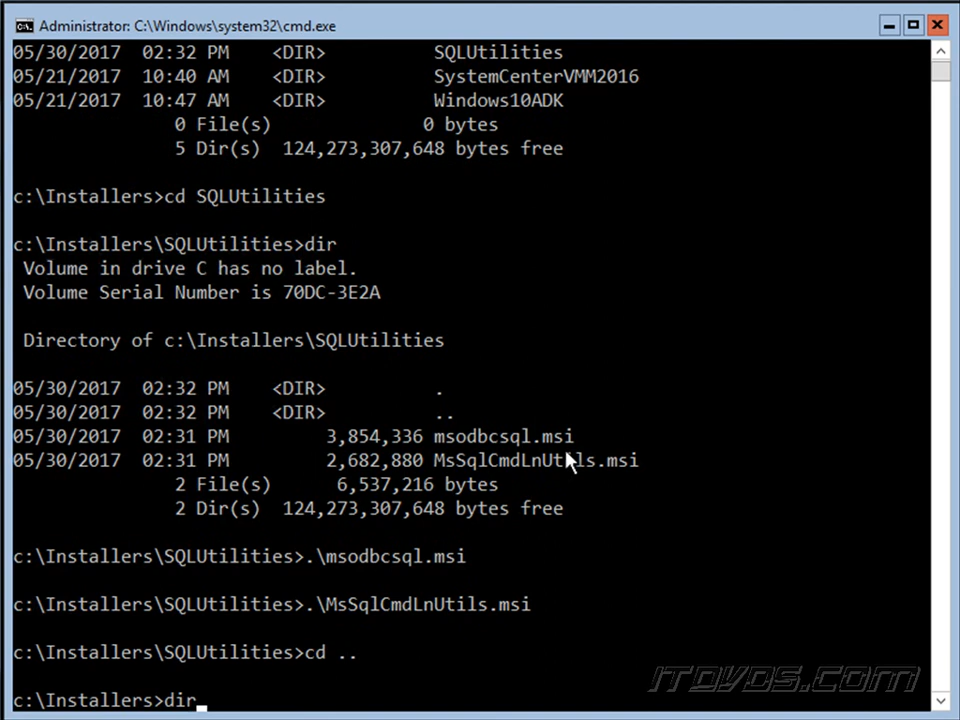 Administrator: C:\Windows\system32\cmd.exe
05/30/2017  02:32 PM    <DIR>          SQLUtilities
05/21/2017  10:40 AM    <DIR>          SystemCenterVMM2016
05/21/2017  10:47 AM    <DIR>          Windows10ADK
               0 File(s)              0 bytes
               5 Dir(s)  124,273,307,648 bytes free
c:\Installers>cd SQLUtilities
c:\Installers\SQLUtilities>dir
 Volume in drive C has no label.
 Volume Serial Number is 70DC-3E2A
 Directory of c:\Installers\SQLUtilities
05/30/2017  02:32 PM    <DIR>          .
05/30/2017  02:32 PM    <DIR>          ..
05/30/2017  02:31 PM         3,854,336 msodbcsql.msi
05/30/2017  02:31 PM         2,682,880 MsSqlCmdLnUtils.msi
               2 File(s)      6,537,216 bytes
               2 Dir(s)  124,273,307,648 bytes free
c:\Installers\SQLUtilities>.\msodbcsql.msi
c:\Installers\SQLUtilities>.\MsSqlCmdLnUtils.msi
c:\Installers\SQLUtilities>cd ..
c:\Installers>dir
ITDVDS.com